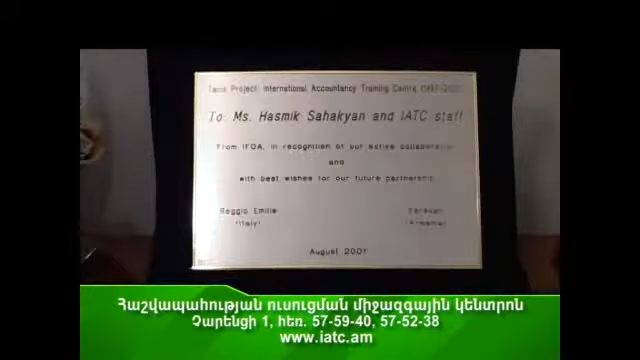 Tacis Project: International Accountancy Training Centre (1997-2001)
To: Ms. Hasmik Sahakyan and IATC staff
From IFOA, in recognition of our active collaboration
and
with best wishes for our future partnership
Reggio Emilia Yerevan
(Italy) (Armenia)
August 2001
Հաշվապահության ուսուցման միջազգային կենտրոն
Չարենցի 1, հեռ. 57-59-40, 57-52-38
www.iatc.am